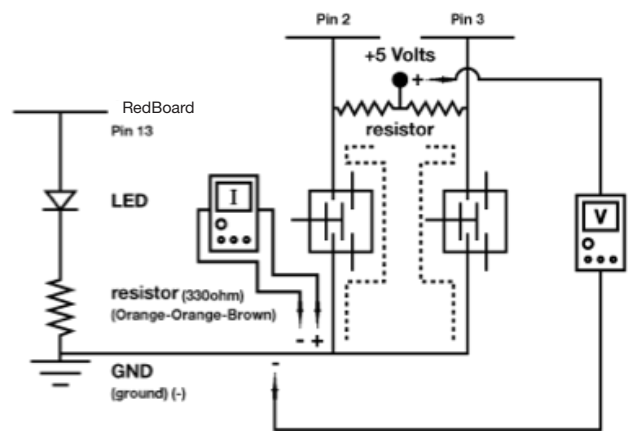 Pin 2
Pin 3
+5 Volts
+
RedBoard
Pin 13
resistor
LED
I
V
resistor (330ohm)
(Orange-Orange-Brown)
- +
GND
(ground) (-)
-